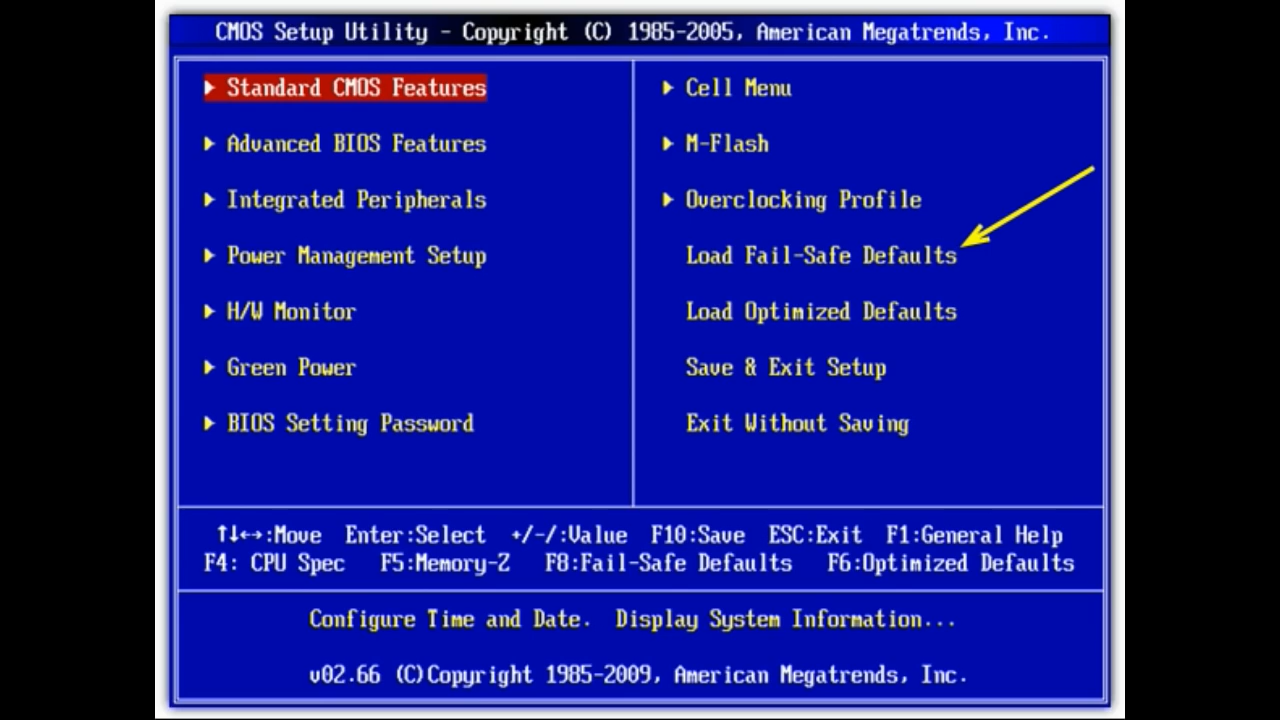 CMOS Setup Utility - Copyright (C) 1985-2005, American Megatrends, Inc.
Standard CMOS Features
Advanced BIOS Features
Integrated Peripherals
Power Management Setup
H/W Monitor
Green Power
BIOS Setting Password
Cell Menu
M-Flash
Overclocking Profile
Load Fail-Safe Defaults
Load Optimized Defaults
Save & Exit Setup
Exit Without Saving
↑↓←→:Move Enter:Select +/-/:Value F10:Save ESC:Exit F1:General Help
F4: CPU Spec F5:Memory-Z F8:Fail-Safe Defaults F6:Optimized Defaults
Configure Time and Date. Display System Information...
v02.66 (C)Copyright 1985-2009, American Megatrends, Inc.